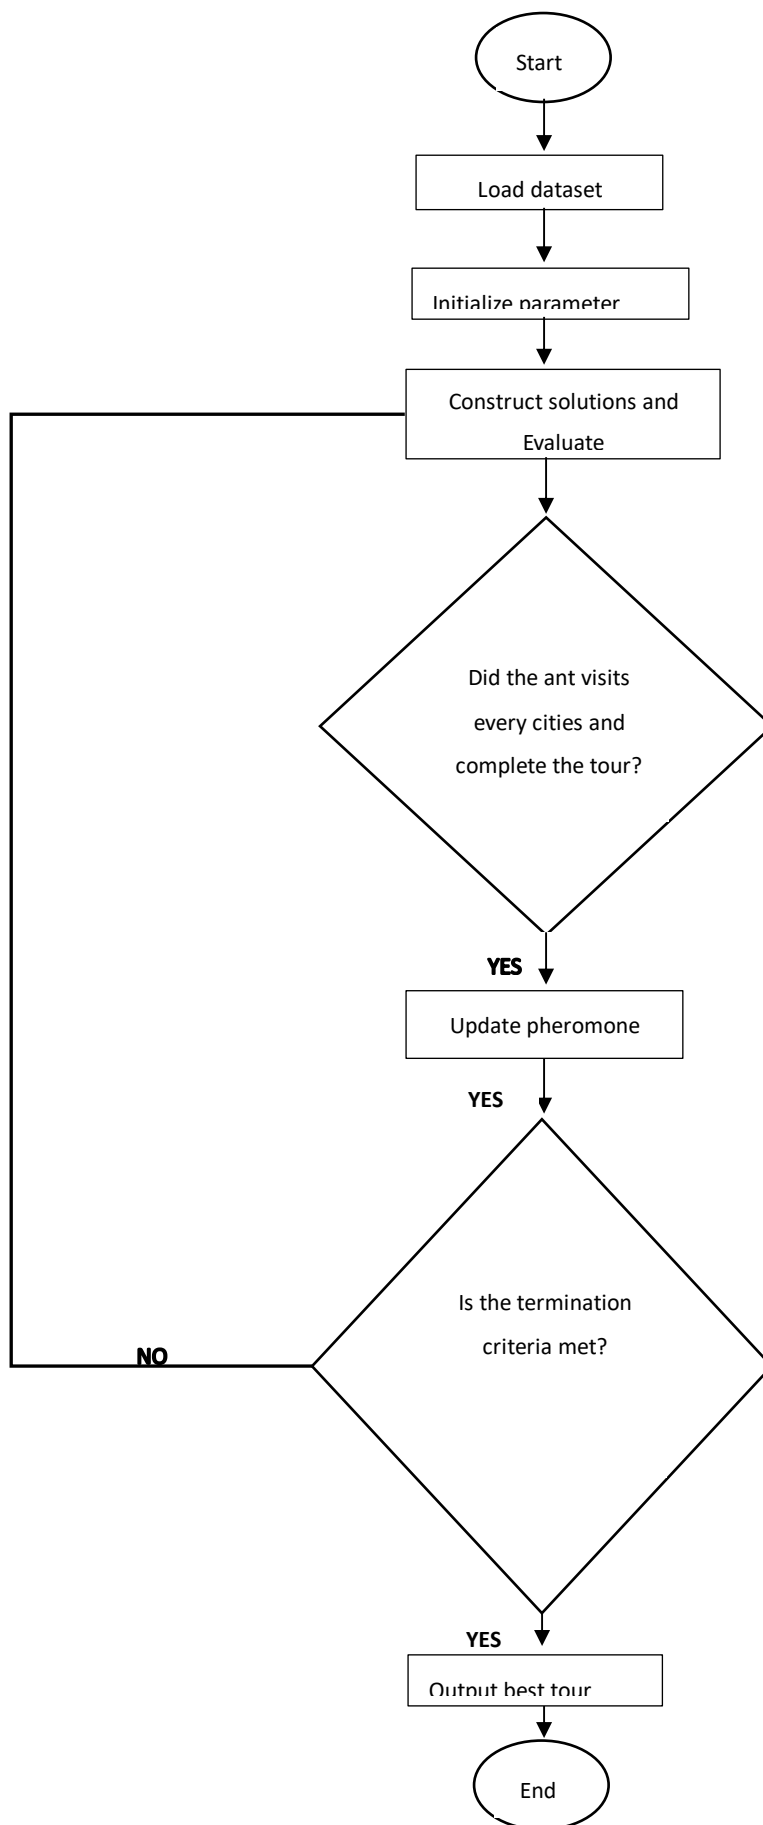 Start
Load dataset
Initialize parameter
Construct solutions and
Evaluate
Did the ant visits
every cities and
complete the tour?
YES
Update pheromone
YES
Is the termination
criteria met?
NO
YES
Output best tour
End